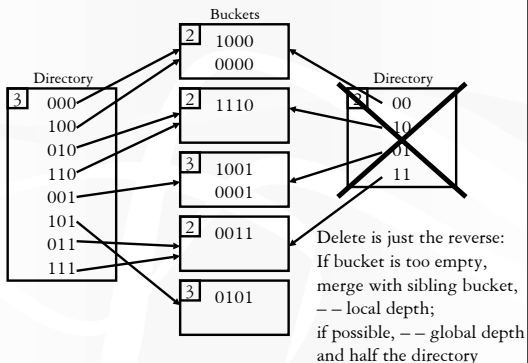 Buckets
2
1000
0000
Directory
3
000
100
010
110
001
101
011
111
2
1110
3
1001
0001
2
0011
3
0101
Directory
2
00
10
01
11
Delete is just the reverse:
If bucket is too empty,
merge with sibling bucket,
– – local depth;
if possible, – – global depth
and half the directory